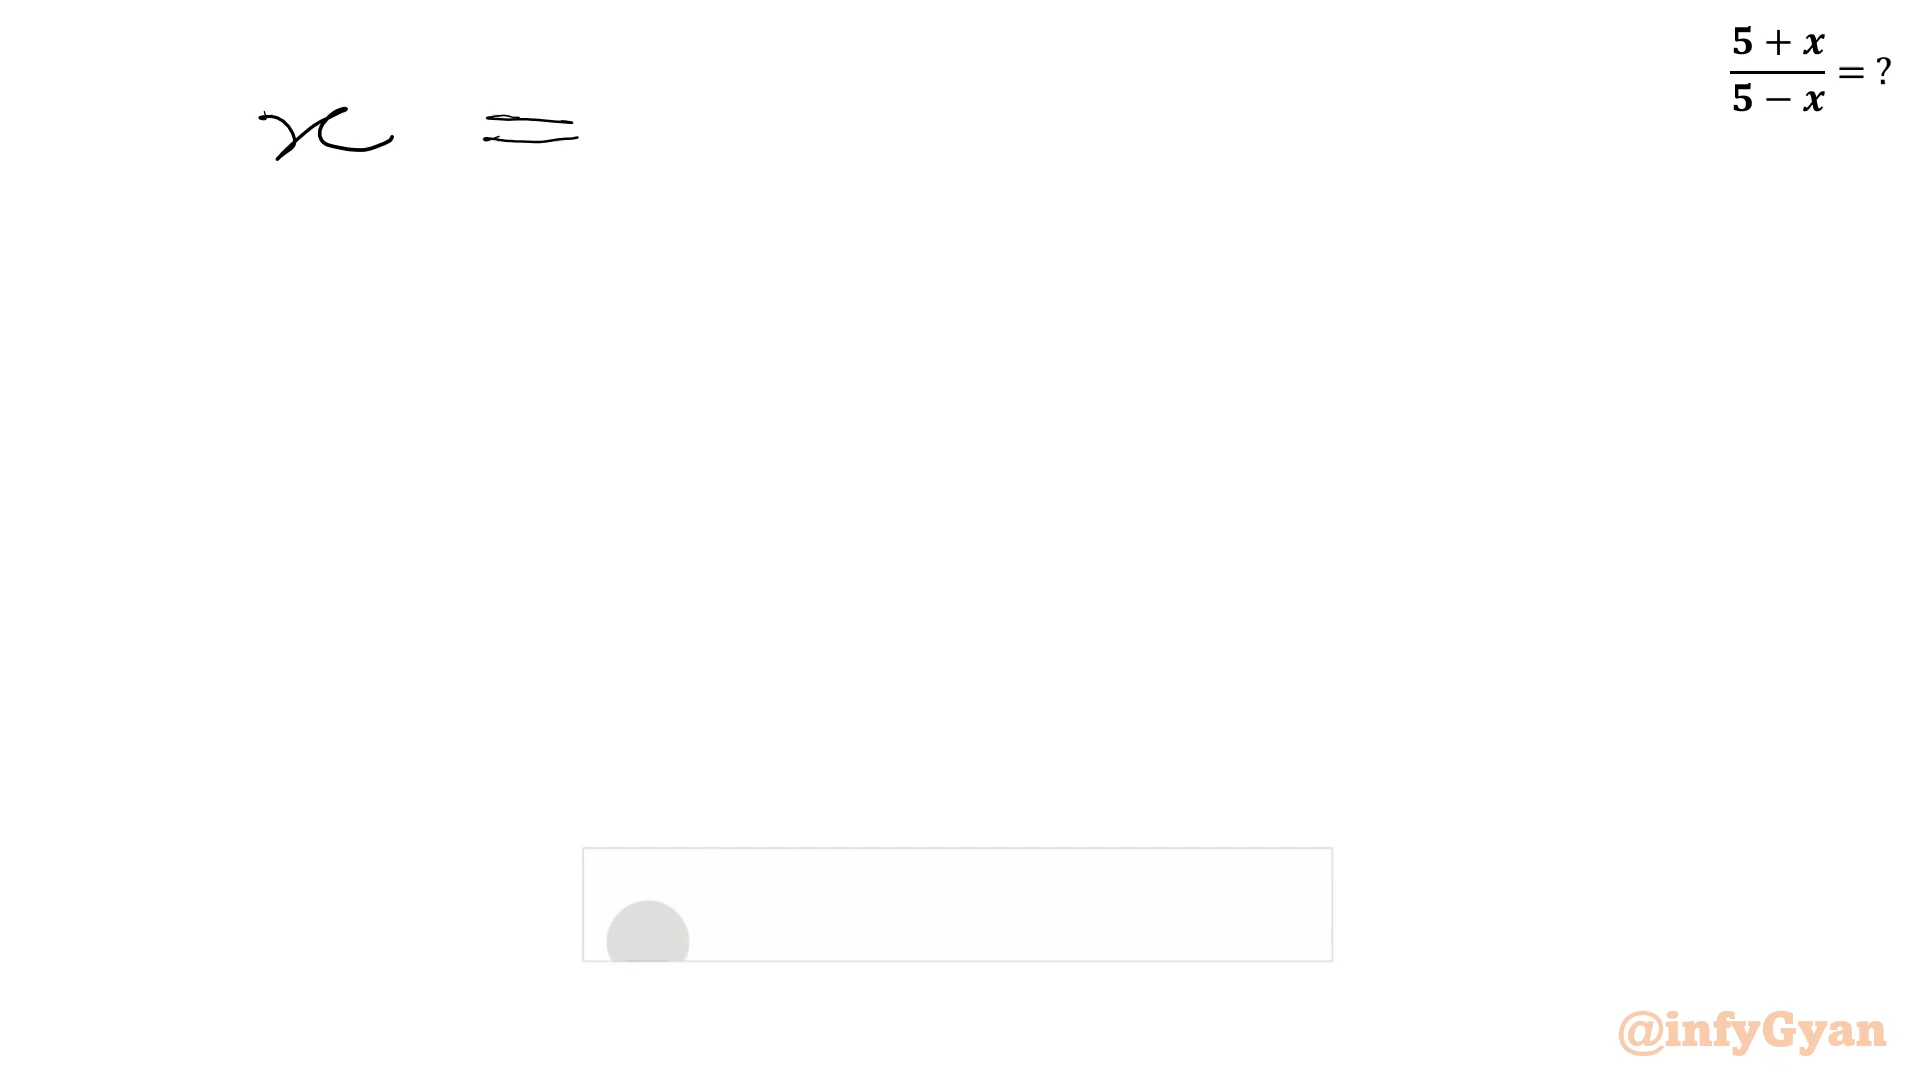 x =
5 + x
5 − x
= ?
@infyGyan